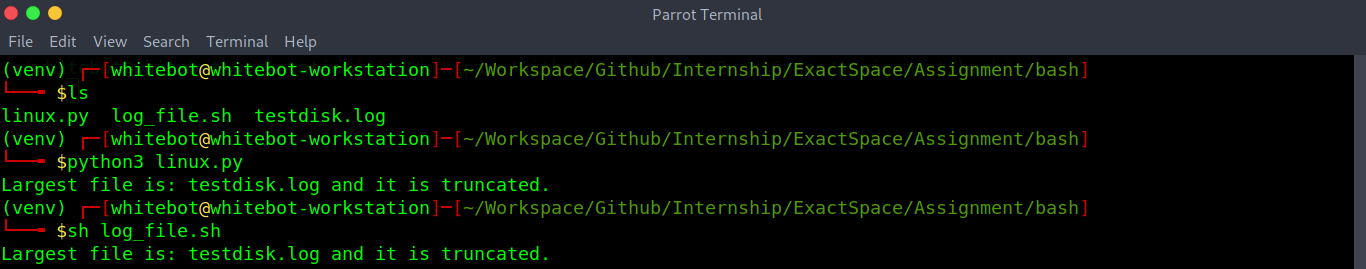 Parrot Terminal
File Edit View Search Terminal Help
(venv) ┌─[whitebot@whitebot-workstation]─[~/Workspace/Github/Internship/ExactSpace/Assignment/bash]
└──╼ $ls
linux.py  log_file.sh  testdisk.log
(venv) ┌─[whitebot@whitebot-workstation]─[~/Workspace/Github/Internship/ExactSpace/Assignment/bash]
└──╼ $python3 linux.py
Largest file is: testdisk.log and it is truncated.
(venv) ┌─[whitebot@whitebot-workstation]─[~/Workspace/Github/Internship/ExactSpace/Assignment/bash]
└──╼ $sh log_file.sh
Largest file is: testdisk.log and it is truncated.